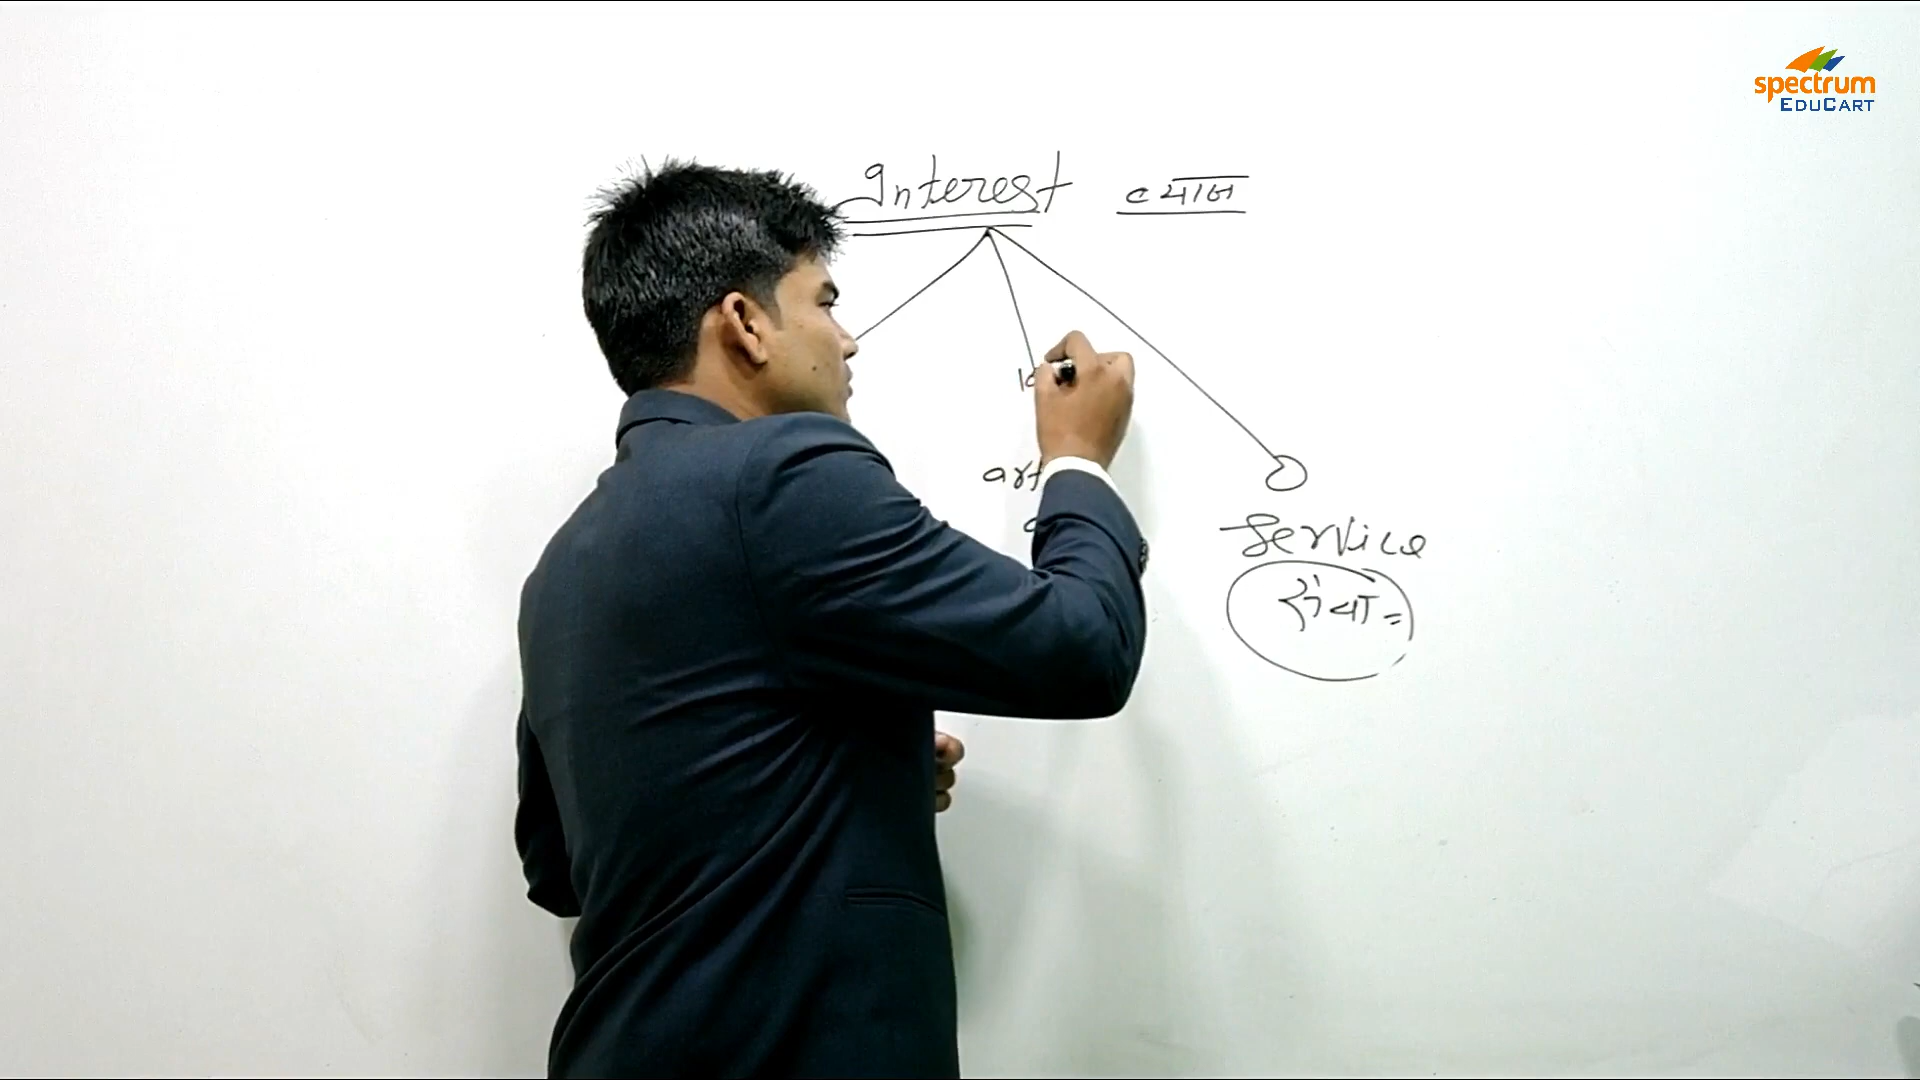 spectrum
EDUCART
Interest ब्याज
Service
सेवा =